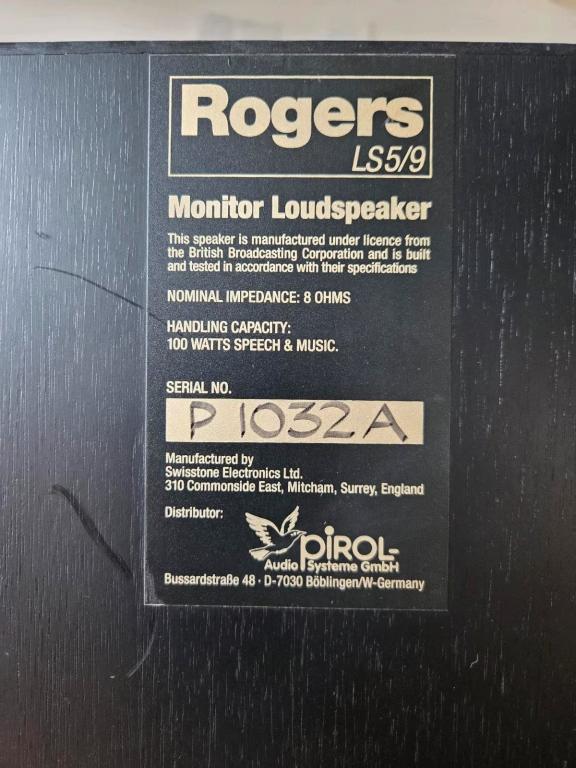 Rogers
LS5/9
Monitor Loudspeaker
This speaker is manufactured under licence from
the British Broadcasting Corporation and is built
and tested in accordance with their specifications
NOMINAL IMPEDANCE: 8 OHMS
HANDLING CAPACITY:
100 WATTS SPEECH & MUSIC.
SERIAL NO.
P 1032A
Manufactured by
Swisstone Electronics Ltd.
310 Commonside East, Mitcham, Surrey, England
Distributor:
PIROL-
Audio Systeme GmbH
Bussardstraße 48 · D-7030 Böblingen/W-Germany